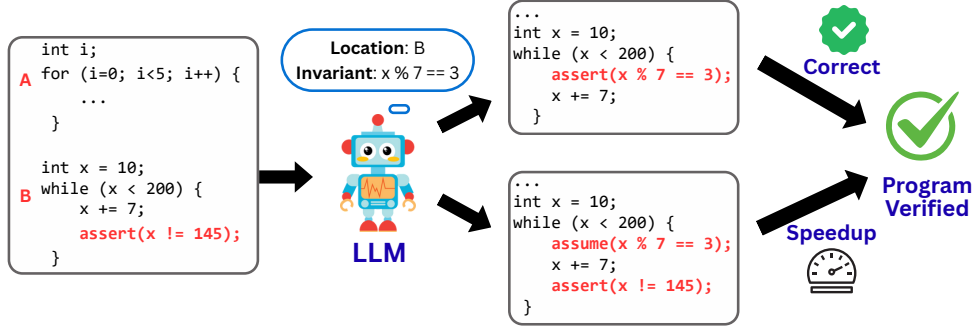 int i;
A
for (i=0; i<5; i++) {
...
}
int x = 10;
B
while (x < 200) {
x += 7;
assert(x != 145);
}
Location: B
Invariant: x % 7 == 3
LLM
...
int x = 10;
while (x < 200) {
assert(x % 7 == 3);
x += 7;
}
...
int x = 10;
while (x < 200) {
assume(x % 7 == 3);
x += 7;
assert(x != 145);
}
Correct
Speedup
Program
Verified